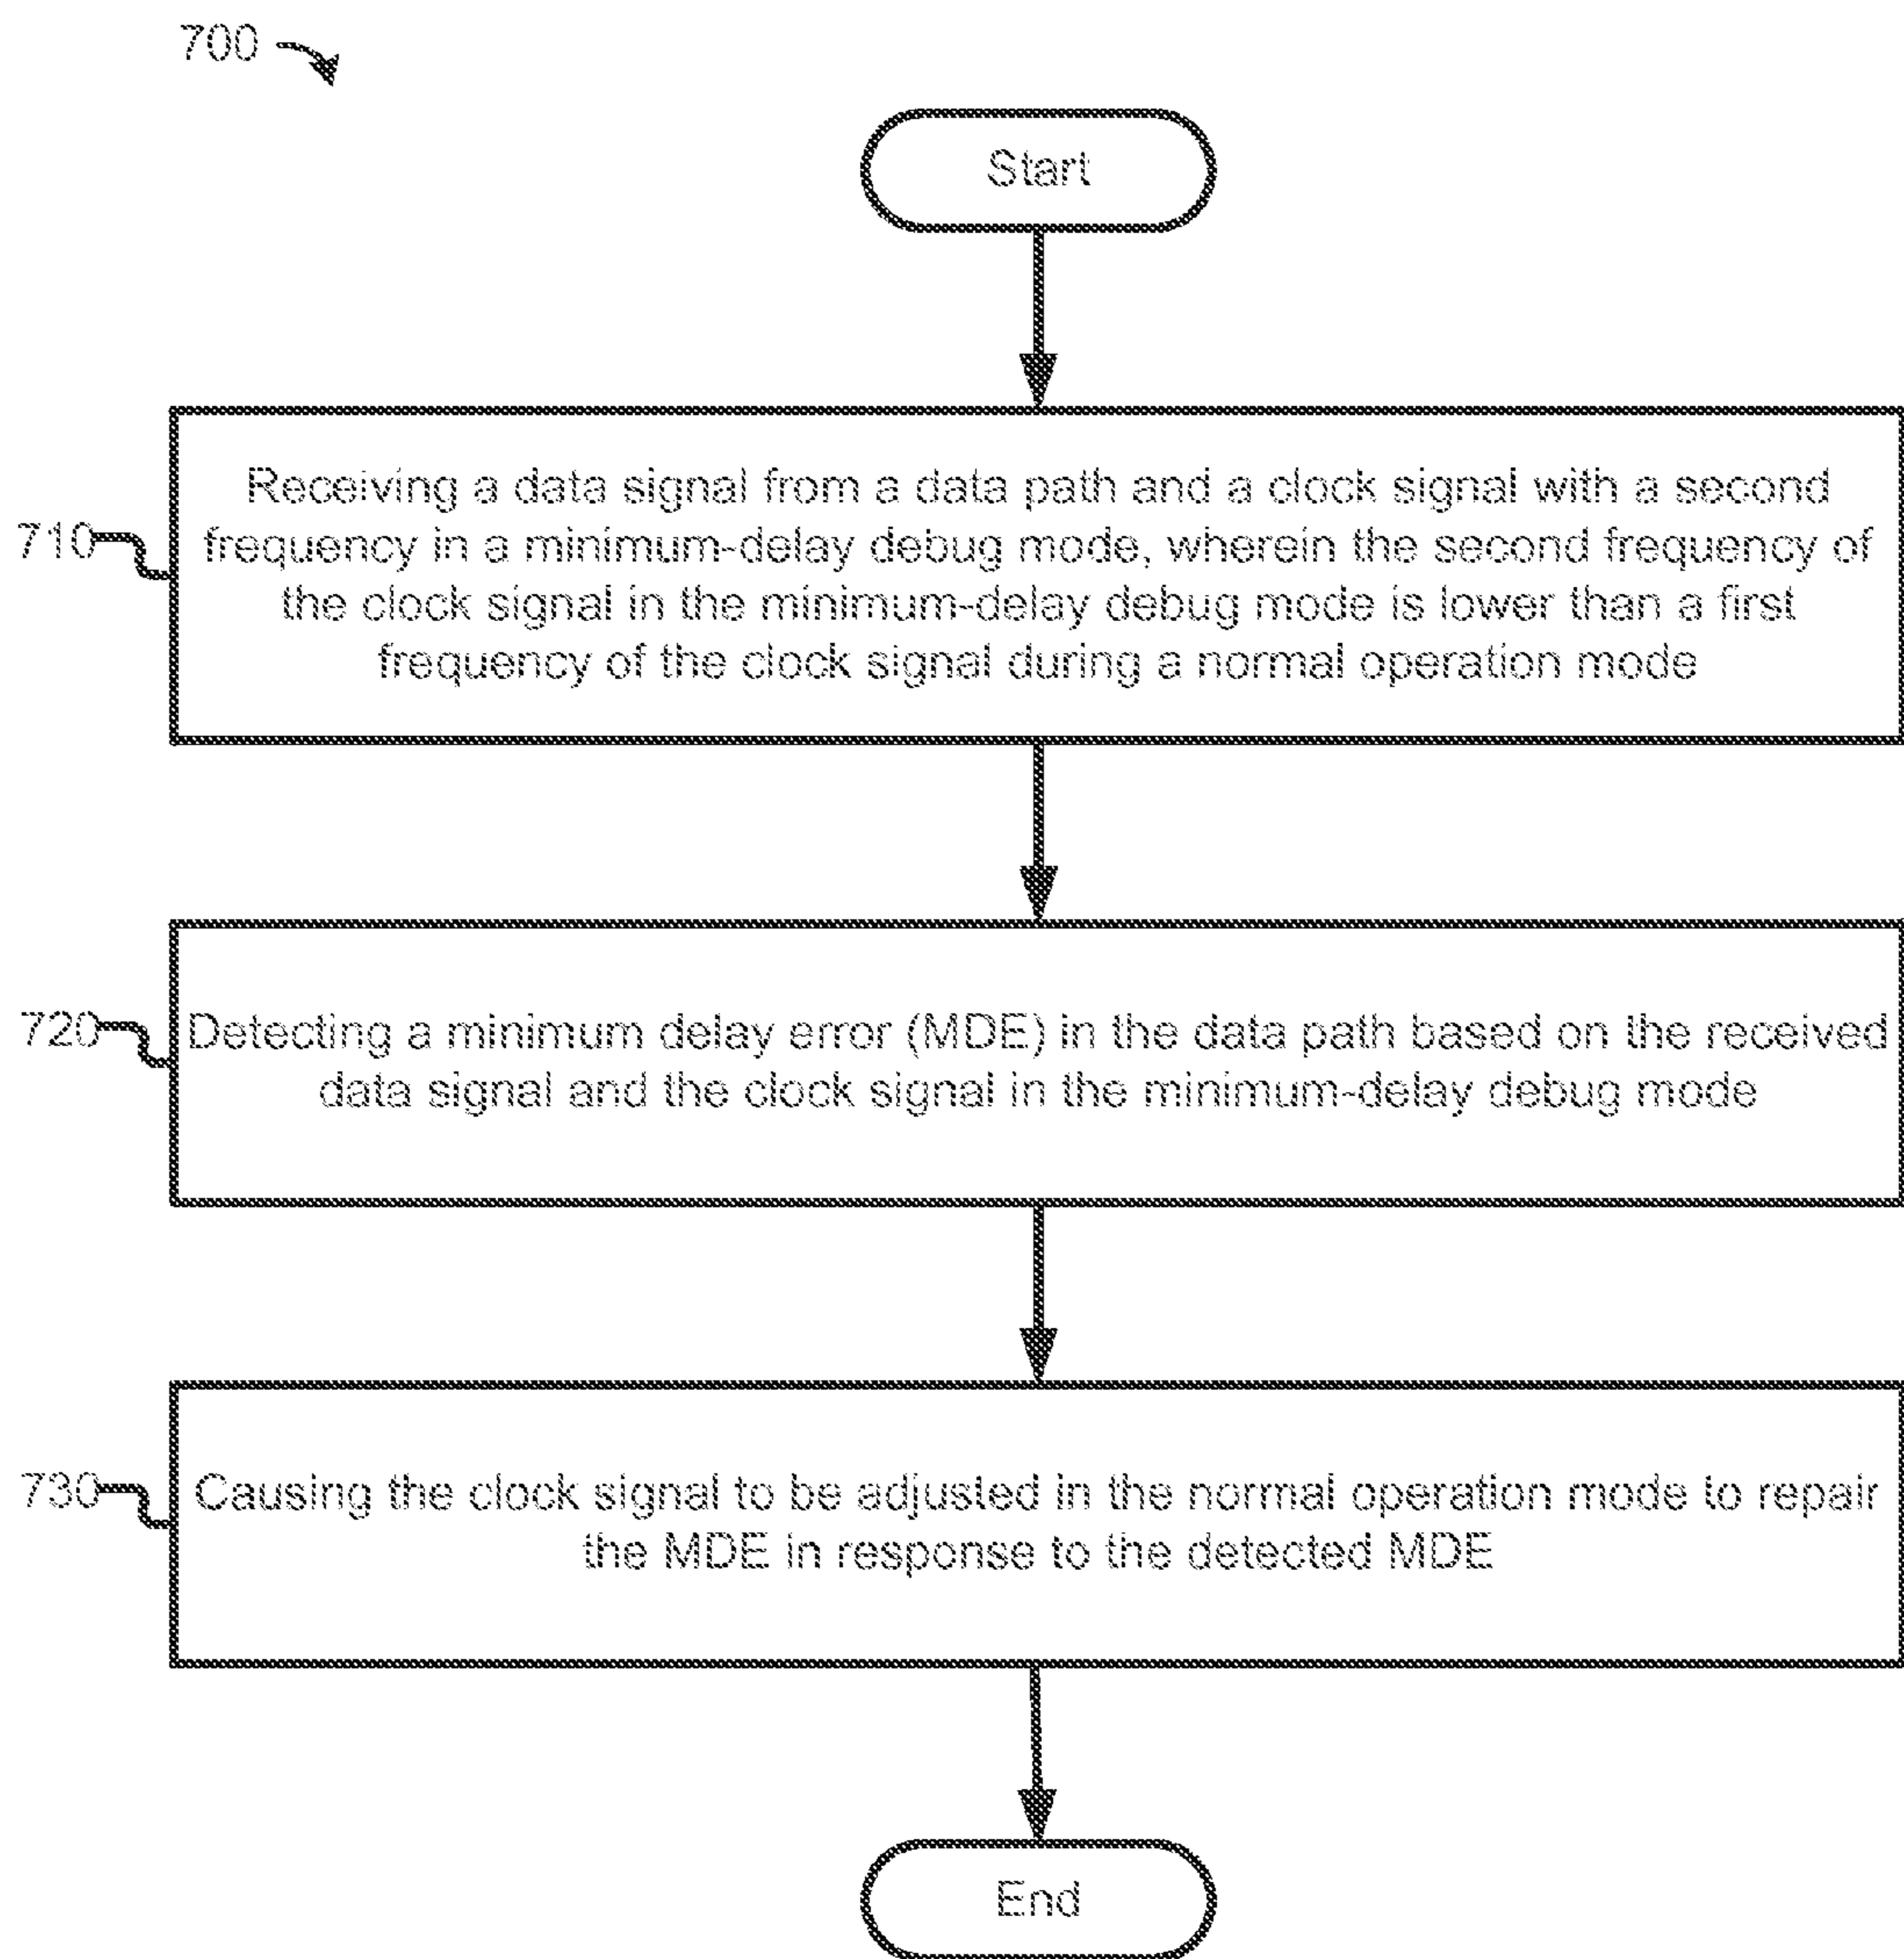 700
Start
710
Receiving a data signal from a data path and a clock signal with a second
frequency in a minimum-delay debug mode, wherein the second frequency of
the clock signal in the minimum-delay debug mode is lower than a first
frequency of the clock signal during a normal operation mode
720
Detecting a minimum delay error (MDE) in the data path based on the received
data signal and the clock signal in the minimum-delay debug mode
730
Causing the clock signal to be adjusted in the normal operation mode to repair
the MDE in response to the detected MDE
End